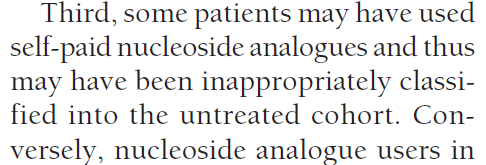 Third, some patients may have used
self-paid nucleoside analogues and thus
may have been inappropriately classi-
fied into the untreated cohort. Con-
versely, nucleoside analogue users in